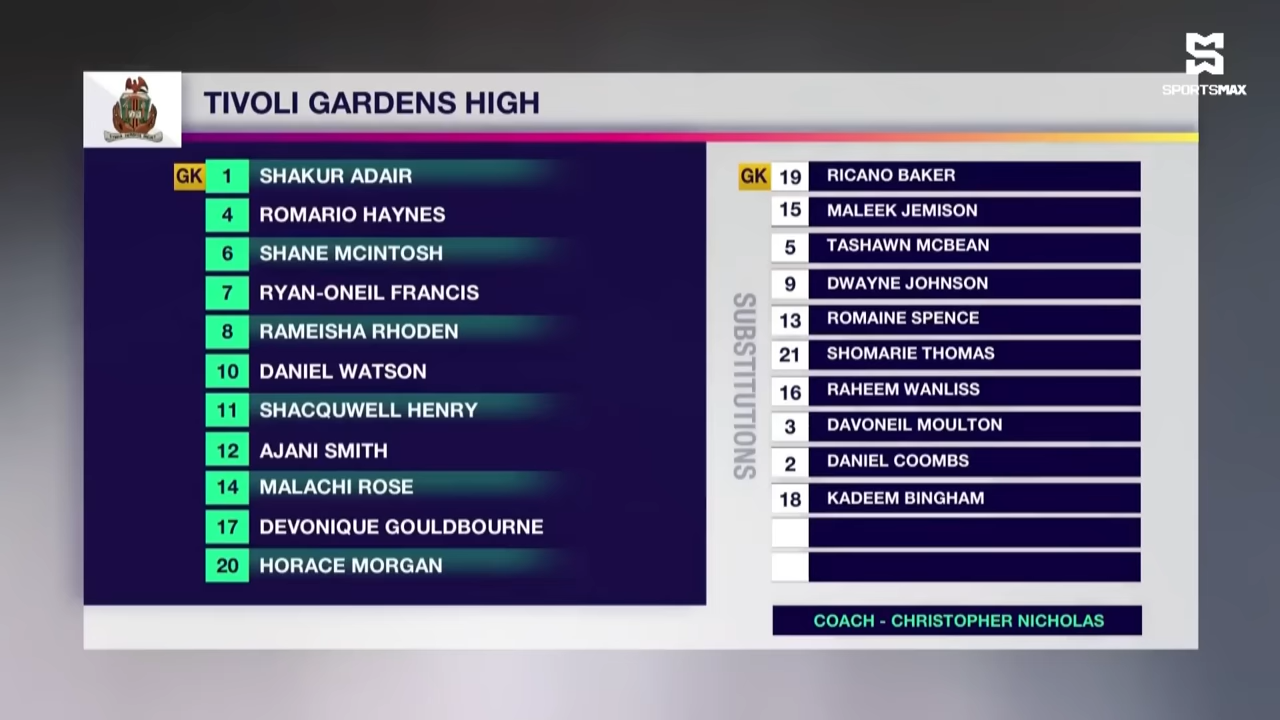 SPORTSMAX
TIVOLI GARDENS HIGH
GK 1 SHAKUR ADAIR
4 ROMARIO HAYNES
6 SHANE MCINTOSH
7 RYAN-ONEIL FRANCIS
8 RAMEISHA RHODEN
10 DANIEL WATSON
11 SHACQUWELL HENRY
12 AJANI SMITH
14 MALACHI ROSE
17 DEVONIQUE GOULDBOURNE
20 HORACE MORGAN
SUBSTITUTIONS
GK 19 RICANO BAKER
15 MALEEK JEMISON
5 TASHAWN MCBEAN
9 DWAYNE JOHNSON
13 ROMAINE SPENCE
21 SHOMARIE THOMAS
16 RAHEEM WANLISS
3 DAVONEIL MOULTON
2 DANIEL COOMBS
18 KADEEM BINGHAM
COACH - CHRISTOPHER NICHOLAS